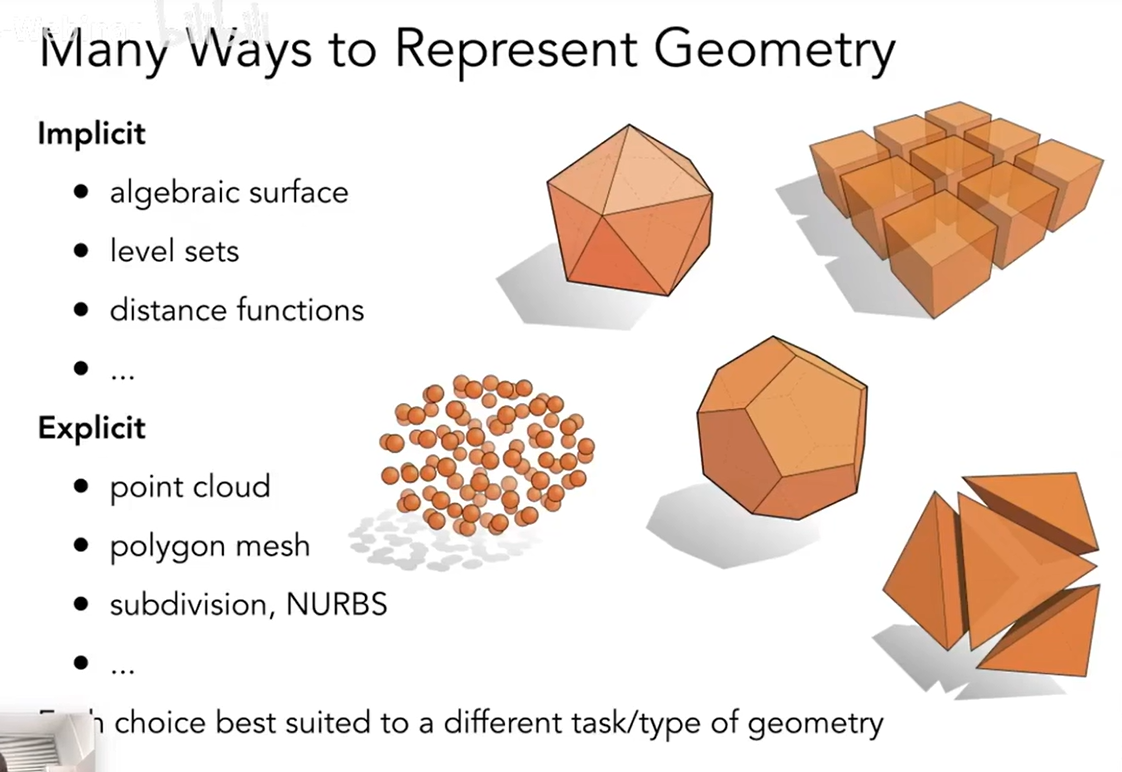 Many Ways to Represent Geometry
Implicit
• algebraic surface
• level sets
• distance functions
• ...
Explicit
• point cloud
• polygon mesh
• subdivision, NURBS
• ...
choice best suited to a different task/type of geometry